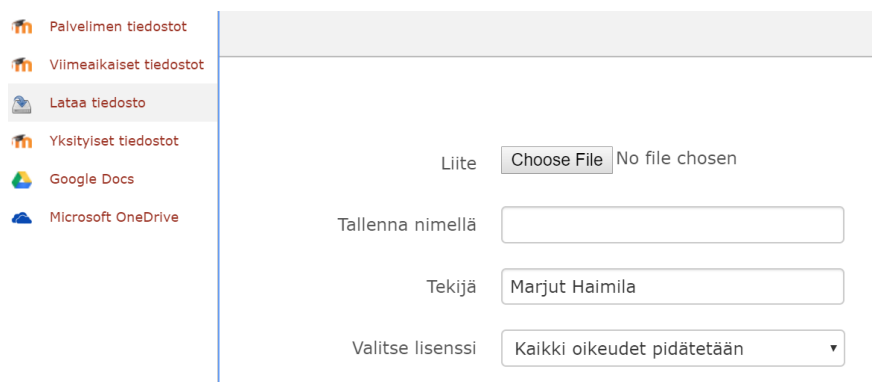 Palvelimen tiedostot
Viimeaikaiset tiedostot
Lataa tiedosto
Yksityiset tiedostot
Google Docs
Microsoft OneDrive
Liite Choose File No file chosen
Tallenna nimellä
Tekijä Marjut Haimila
Valitse lisenssi Kaikki oikeudet pidätetään